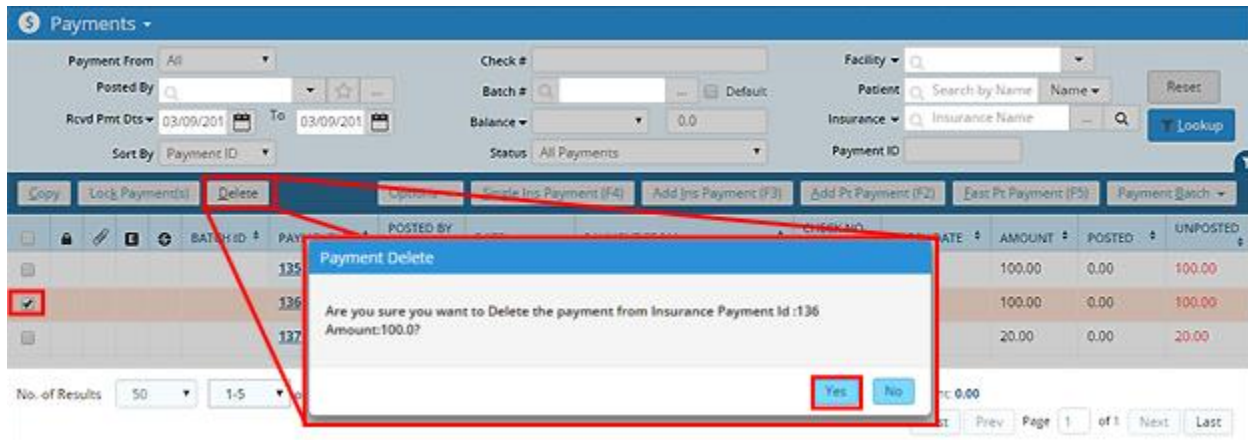 Payments
Payment From All Check # Facility
Posted By Batch # Default Patient Search by Name Name Reset
Rcvd Pmt Dts 03/09/201 To 03/09/201 Balance 0.0 Insurance Insurance Name Lookup
Sort By Payment ID Status All Payments Payment ID
Copy Lock Payment(s) Delete Options Single Ins Payment (F4) Add Ins Payment (F3) Add Pt Payment (F2) Fast Pt Payment (F5) Payment Batch
BATCH ID POSTED BY AMOUNT POSTED UNPOSTED
135 100.00 0.00 100.00
136 100.00 0.00 100.00
137 20.00 0.00 20.00
Payment Delete
Are you sure you want to Delete the payment from Insurance Payment Id :136
Amount:100.0?
Yes No
No. of Results 50 1-5 0.00
Prev Page 1 of 1 Next Last